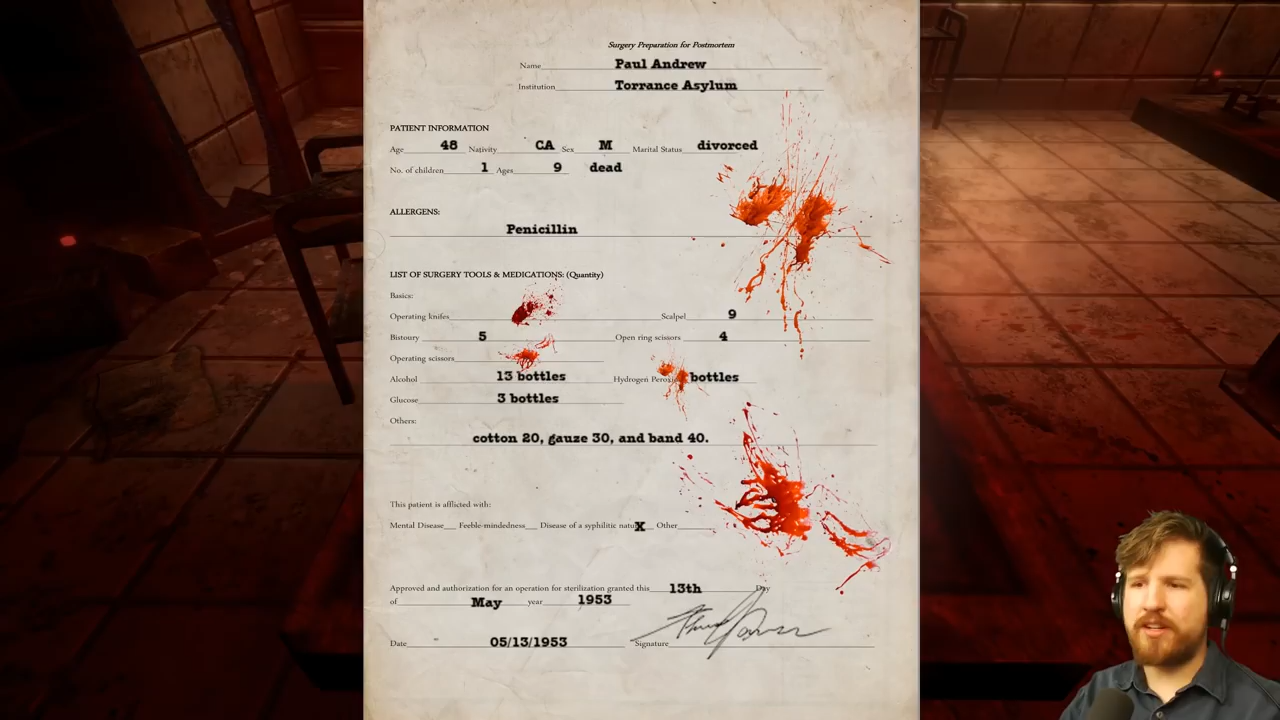 Surgery Preparation for Postmortem
Name Paul Andrew
Institution Torrance Asylum
PATIENT INFORMATION
Age 48 Nativity CA Sex M Marital Status divorced
No. of children 1 Ages 9 dead
ALLERGENS:
Penicillin
LIST OF SURGERY TOOLS & MEDICATIONS: (Quantity)
Basics:
Operating knifes Scalpel 9
Bistoury 5 Open ring scissors 4
Operating scissors
Alcohol 13 bottles Hydrogen bottles
Glucose 3 bottles
Others:
cotton 20, gauze 30, and band 40.
This patient is afflicted with:
Mental Disease Feeble-mindedness Disease of a syphilitic X Other
Approved and authorization for an operation for sterilization granted this 13th Day
of May year 1953
Date 05/13/1953 Signature